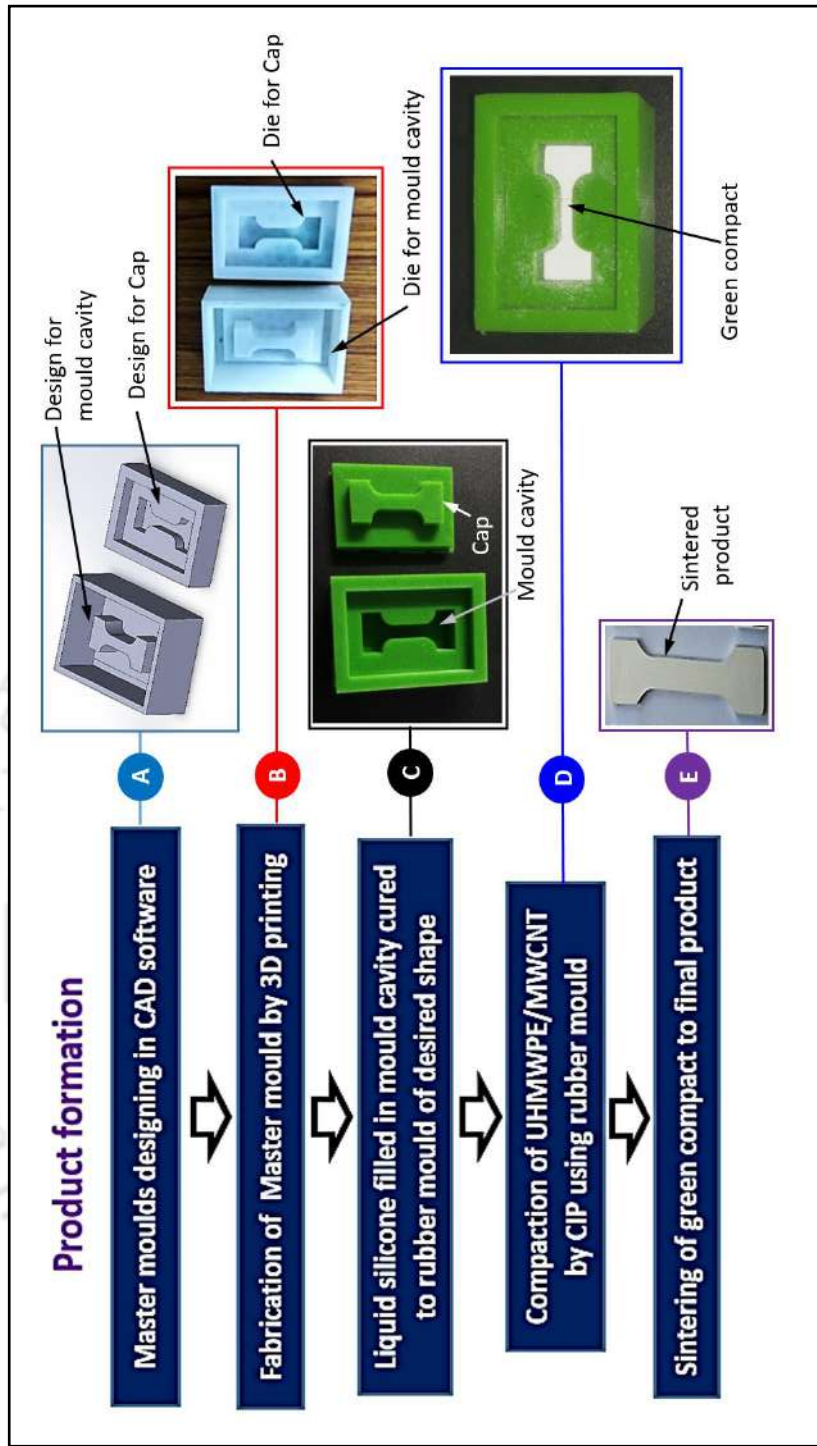 Product formation
Master moulds designing in CAD software
A
Design for
mould cavity
Design for Cap
Fabrication of Master mould by 3D printing
B
Die for Cap
Die for mould cavity
Liquid silicone filled in mould cavity cured
to rubber mould of desired shape
C
Cap
Mould cavity
Compaction of UHMWPE/MWCNT
by CIP using rubber mould
D
Green compact
Sintering of green compact to final product
E
Sintered
product